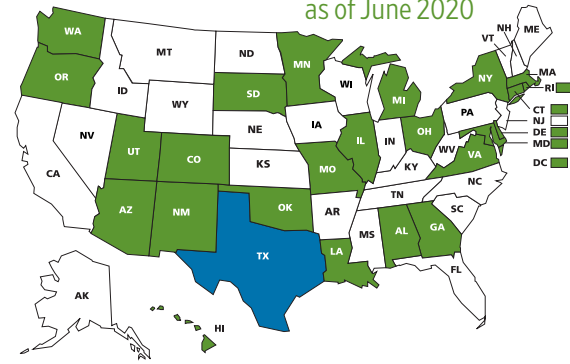 as of June 2020
WA
MT
ND
MN
VT
NH
ME
OR
ID
SD
WI
NY
MA
RI
WY
MI
CT
NJ
DE
MD
DC
NV
NE
IA
PA
CA
UT
CO
KS
MO
IL
IN
OH
WV
VA
KY
NC
TN
AZ
NM
OK
AR
SC
TX
LA
MS
AL
GA
FL
AK
HI